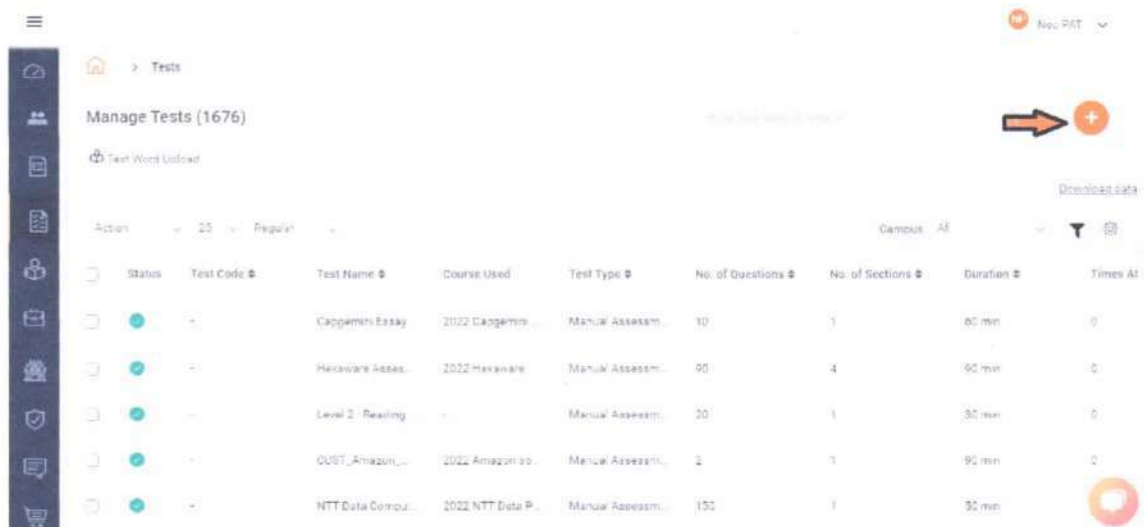 NP Neo PAT
> Tests
Manage Tests (1676)
Test Word Upload
Download data
Action 25 Regular Campus All
Status Test Code Test Name Course Used Test Type No. of Questions No. of Sections Duration Times At
- Capgemini Essay 2022 Capgemini ... Manual Assessm... 10 1 60 min 0
- Hexaware Asses... 2022 Hexaware Manual Assessm... 90 4 90 min 0
- Level 2 - Reading - Manual Assessm... 20 1 30 min 0
- CUST_Amazon_... 2022 Amazon Manual Assessm... 2 1 90 min 0
- NTT Data Compu... 2022 NTT Data P... Manual Assessm... 150 1 50 min